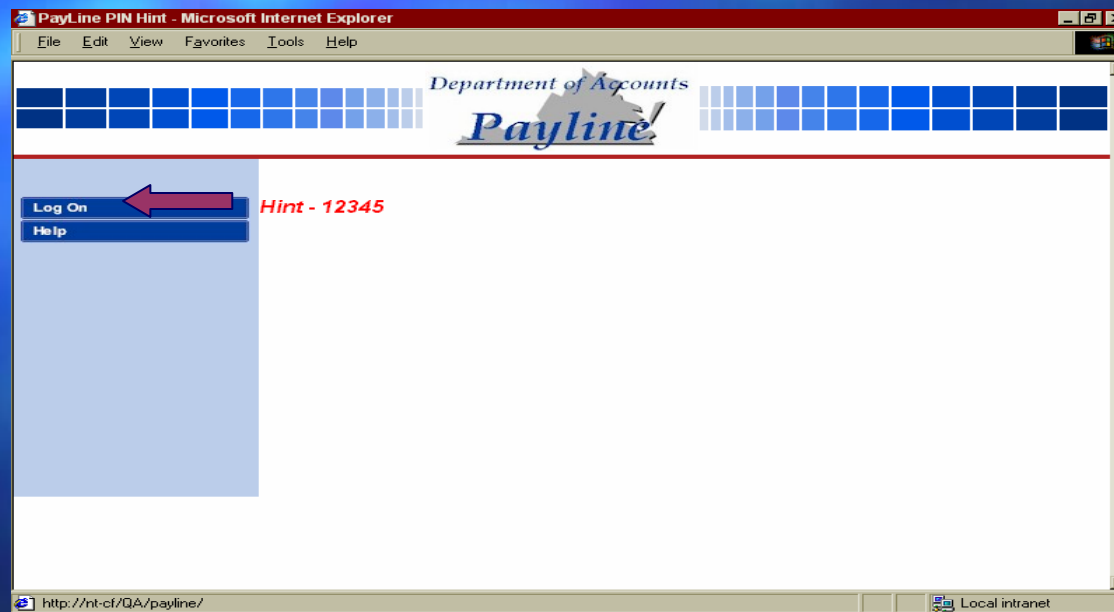 PayLine PIN Hint - Microsoft Internet Explorer
File Edit View Favorites Tools Help
Department of Accounts
Payline
Log On
Hint - 12345
Help
http://nt-cf/QA/payline/
Local intranet